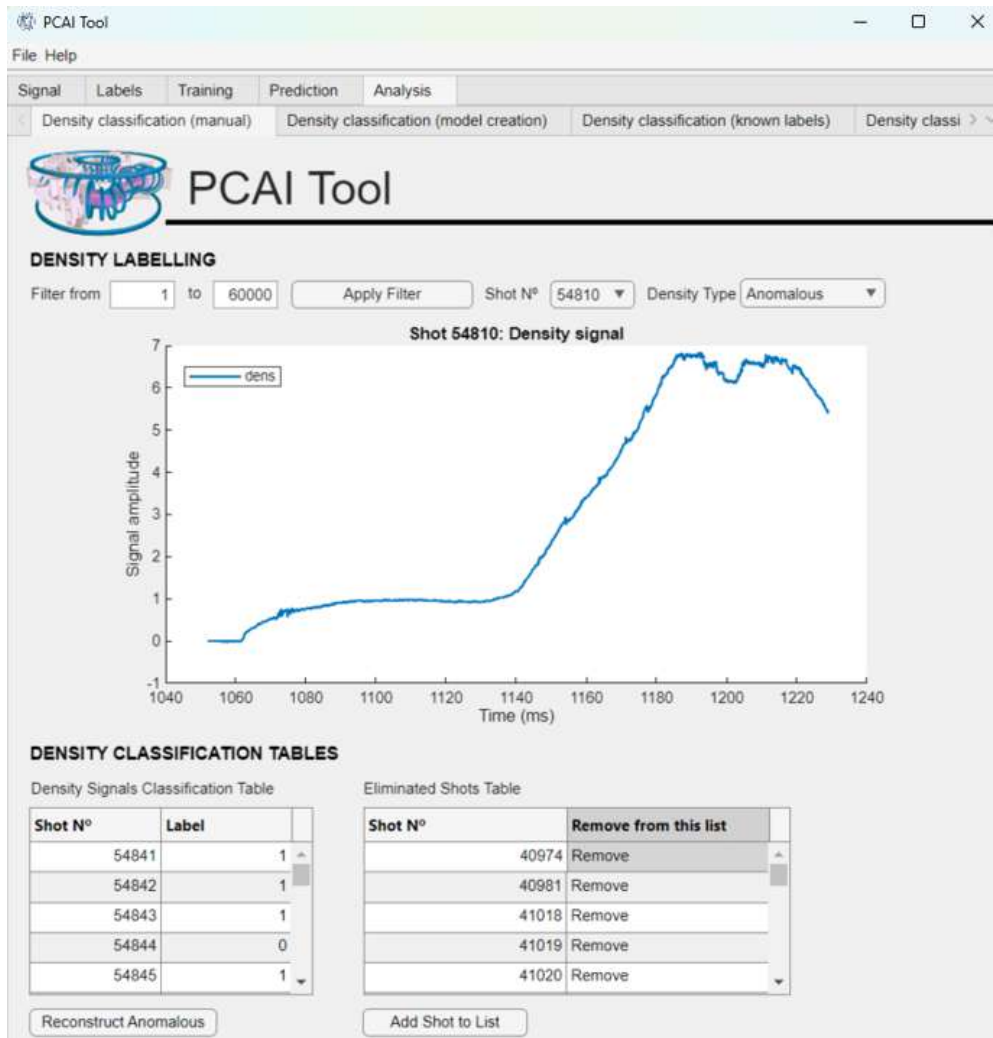 PCAI Tool
File Help
Signal Labels Training Prediction Analysis
Density classification (manual) Density classification (model creation) Density classification (known labels) Density classi
PCAI Tool
DENSITY LABELLING
Filter from 1 to 60000 Apply Filter Shot Nº 54810 Density Type Anomalous
Shot 54810: Density signal
dens
Signal amplitude
7
6
5
4
3
2
1
0
-1
1040 1060 1080 1100 1120 1140 1160 1180 1200 1220 1240
Time (ms)
DENSITY CLASSIFICATION TABLES
Density Signals Classification Table Eliminated Shots Table
Shot Nº Label Shot Nº Remove from this list
54841 1 40974 Remove
54842 1 40981 Remove
54843 1 41018 Remove
54844 0 41019 Remove
54845 1 41020 Remove
Reconstruct Anomalous Add Shot to List